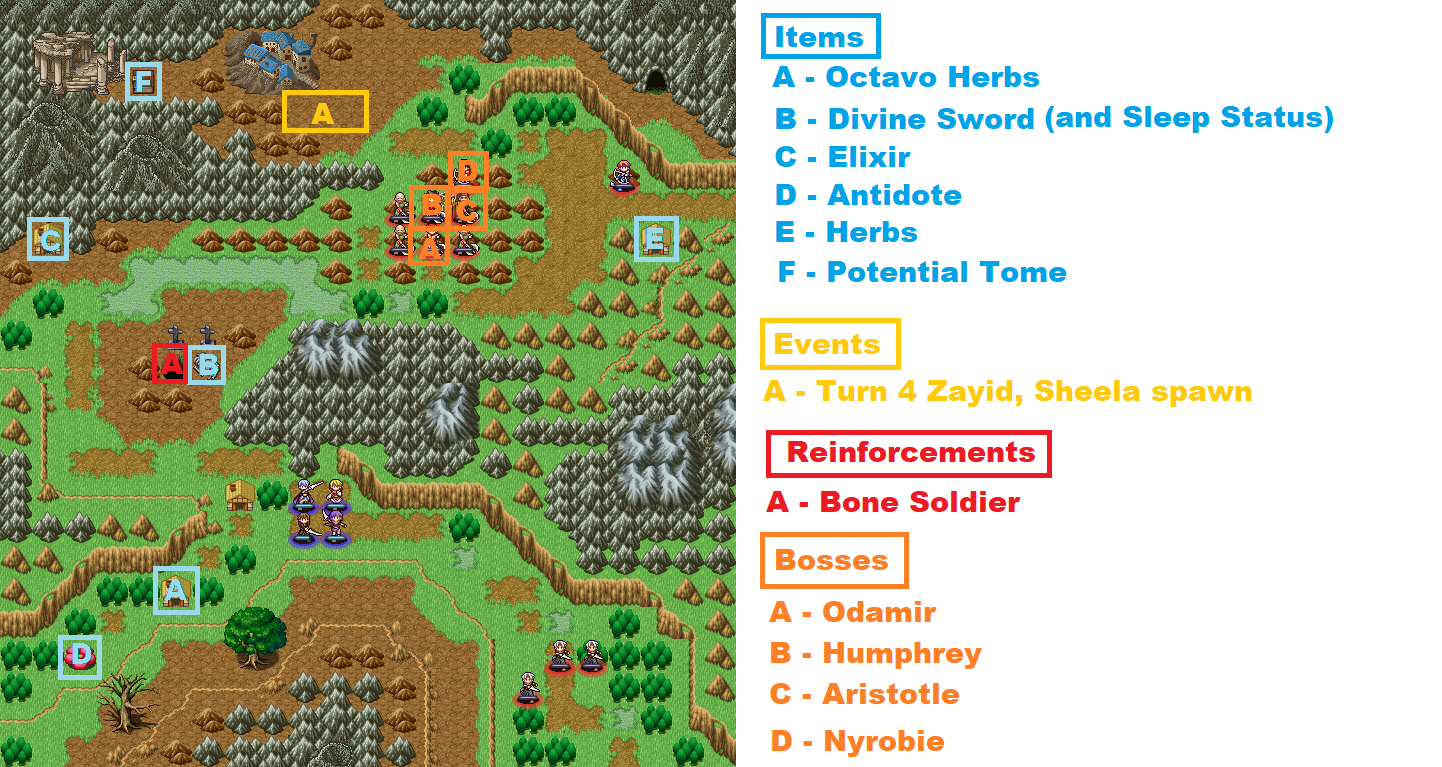 F
A
D
B
C
A
C
E
A
B
A
D
Items
A - Octavo Herbs
B - Divine Sword (and Sleep Status)
C - Elixir
D - Antidote
E - Herbs
F - Potential Tome
Events
A - Turn 4 Zayid, Sheela spawn
Reinforcements
A - Bone Soldier
Bosses
A - Odamir
B - Humphrey
C - Aristotle
D - Nyrobie